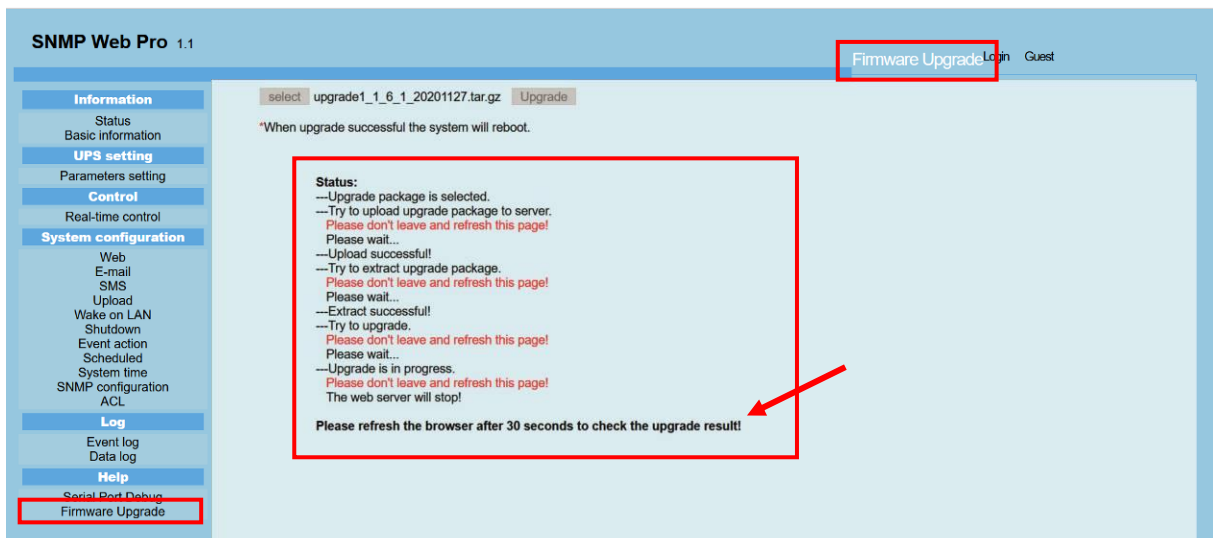 SNMP Web Pro 1.1
Firmware Upgrade Login Guest
Information
Status
Basic information
UPS setting
Parameters setting
Control
Real-time control
System configuration
Web
E-mail
SMS
Upload
Wake on LAN
Shutdown
Event action
Scheduled
System time
SNMP configuration
ACL
Log
Event log
Data log
Help
Serial Port Debug
Firmware Upgrade
select upgrade1_1_6_1_20201127.tar.gz Upgrade
*When upgrade successful the system will reboot.
Status:
---Upgrade package is selected.
---Try to upload upgrade package to server.
Please don't leave and refresh this page!
Please wait...
---Upload successful!
---Try to extract upgrade package.
Please don't leave and refresh this page!
Please wait...
---Extract successful!
---Try to upgrade.
Please don't leave and refresh this page!
Please wait...
---Upgrade is in progress.
Please don't leave and refresh this page!
The web server will stop!
Please refresh the browser after 30 seconds to check the upgrade result!